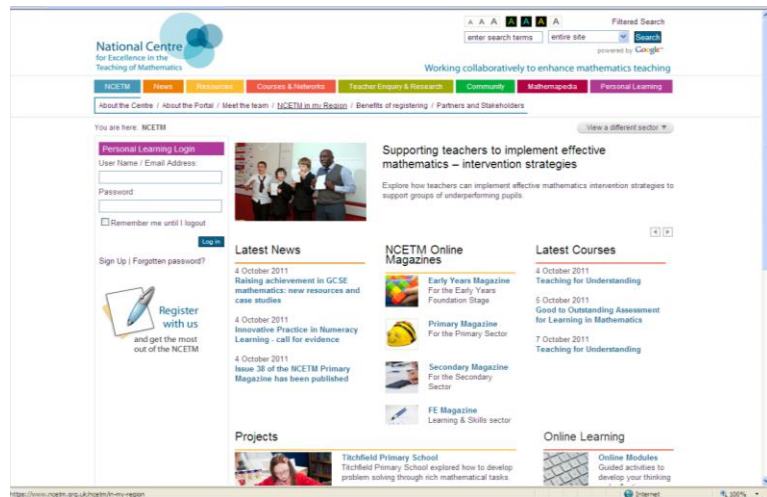 A A A A A A A A
Filtered Search
enter search terms
entire site
Search
powered by Google™
National Centre
for Excellence in the
Teaching of Mathematics
Working collaboratively to enhance mathematics teaching
NCETM
News
Resources
Courses & Networks
Teacher Enquiry & Research
Community
Mathemapedia
Personal Learning
About the Centre / About the Portal / Meet the team / NCETM in my Region / Benefits of registering / Partners and Stakeholders
You are here: NCETM
View a different sector ▼
Personal Learning Login
User Name / Email Address:
Password:
Remember me until I logout
Log in
Sign Up | Forgotten password?
Register
with us
and get the most
out of the NCETM
Supporting teachers to implement effective
mathematics – intervention strategies
Explore how teachers can implement effective mathematics intervention strategies to
support groups of underperforming pupils.
Latest News
4 October 2011
Raising achievement in GCSE
mathematics: new resources and
case studies
4 October 2011
Innovative Practice in Numeracy
Learning - call for evidence
4 October 2011
Issue 38 of the NCETM Primary
Magazine has been published
NCETM Online
Magazines
Early Years Magazine
For the Early Years
Foundation Stage
Primary Magazine
For the Primary Sector
Secondary Magazine
For the Secondary
Sector
FE Magazine
Learning & Skills sector
Latest Courses
4 October 2011
Teaching for Understanding
5 October 2011
Good to Outstanding Assessment
for Learning in Mathematics
7 October 2011
Teaching for Understanding
Projects
Titchfield Primary School
Titchfield Primary School explored how to develop
problem solving through rich mathematical tasks
Online Learning
Online Modules
Guided activities to
develop your thinking
https://www.ncetm.org.uk/ncetm/in-my-region
Internet
100%